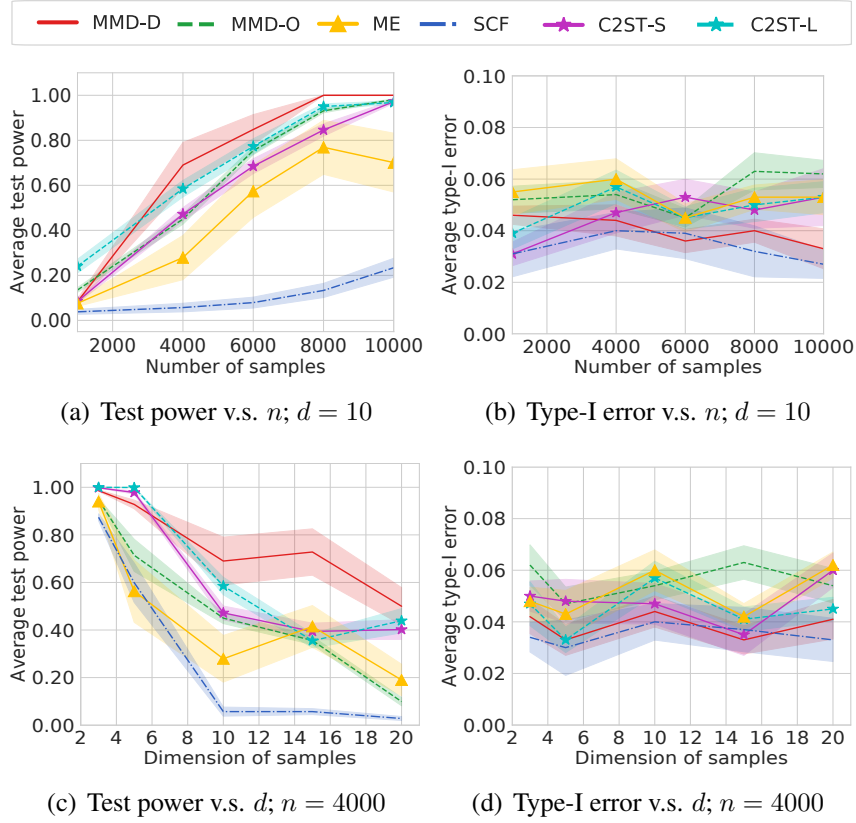 MMD-D MMD-O ME SCF C2ST-S C2ST-L
Average test power
1.00
0.80
0.60
0.40
0.20
0.00
2000 4000 6000 8000 10000
Number of samples
(a) Test power v.s. n; d = 10
Average type-I error
0.10
0.08
0.06
0.04
0.02
0.00
2000 4000 6000 8000 10000
Number of samples
(b) Type-I error v.s. n; d = 10
Average test power
1.00
0.80
0.60
0.40
0.20
0.00
2 4 6 8 10 12 14 16 18 20
Dimension of samples
(c) Test power v.s. d; n = 4000
Average type-I error
0.10
0.08
0.06
0.04
0.02
0.00
2 4 6 8 10 12 14 16 18 20
Dimension of samples
(d) Type-I error v.s. d; n = 4000